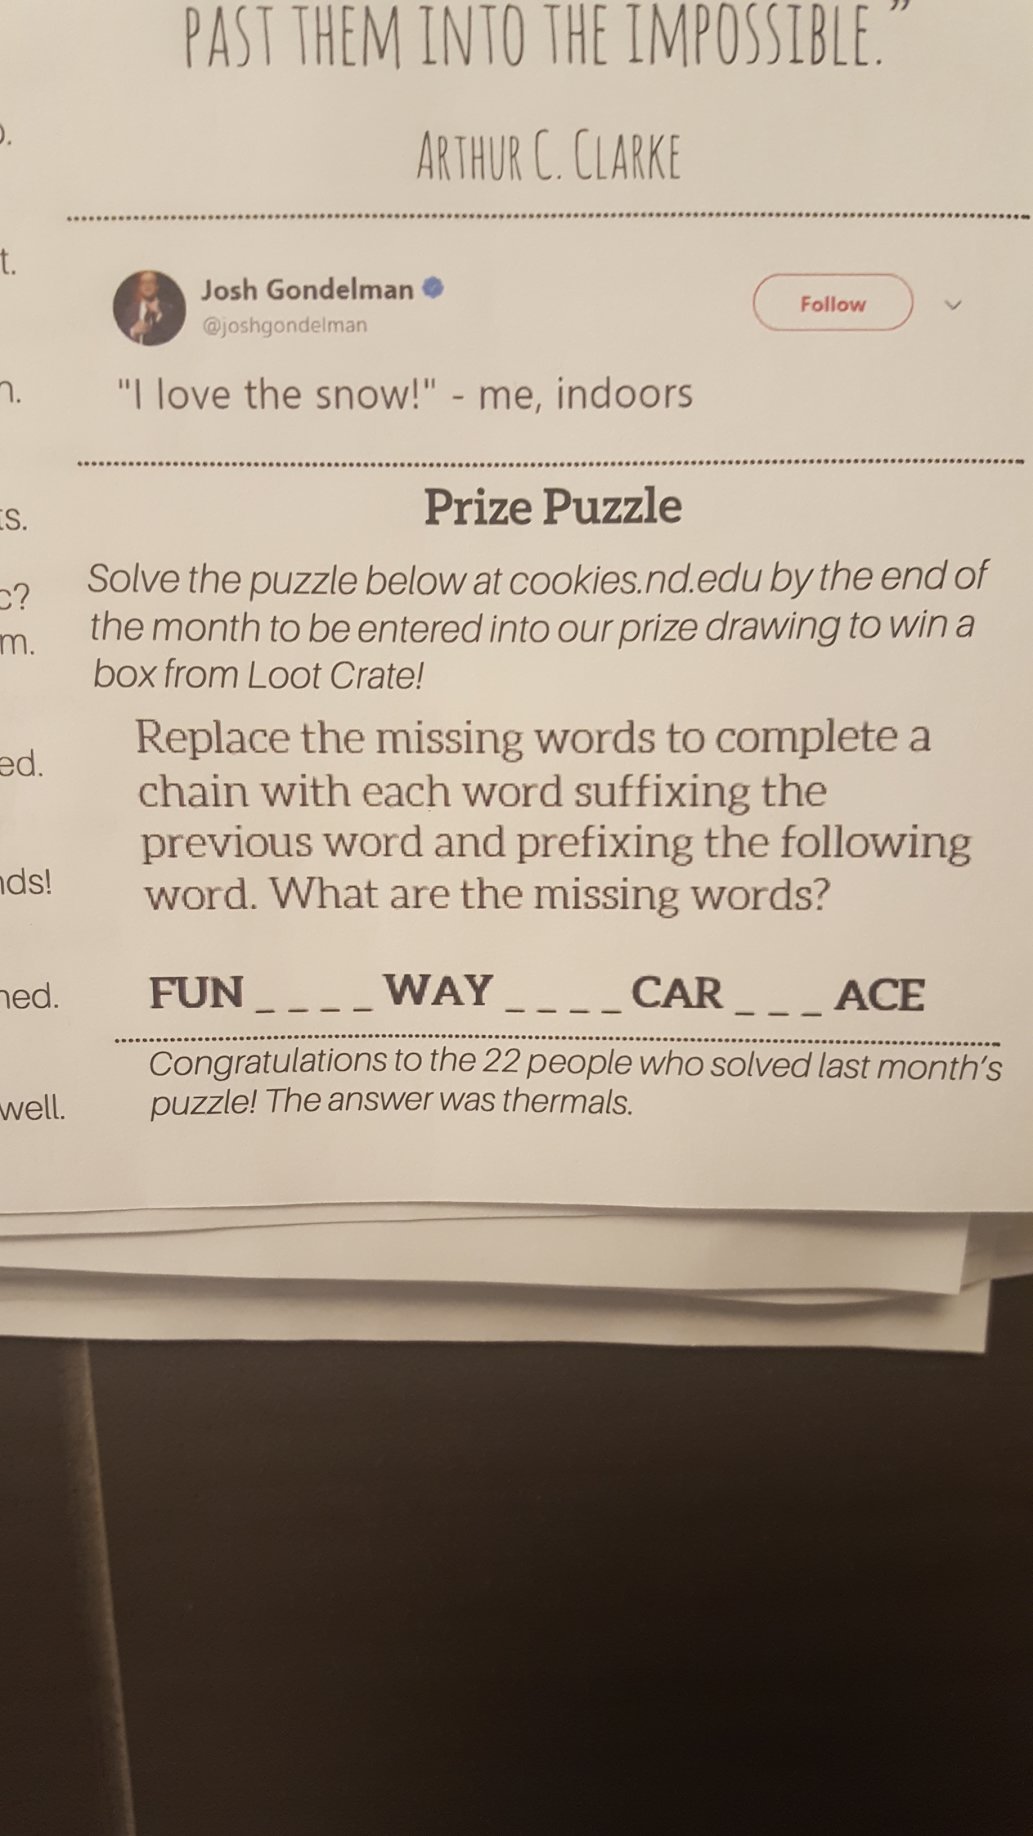 PAST THEM INTO THE IMPOSSIBLE."
ARTHUR C. CLARKE
t.
Josh Gondelman
@joshgondelman
Follow
"I love the snow!" - me, indoors
Prize Puzzle
Solve the puzzle below at cookies.nd.edu by the end of
the month to be entered into our prize drawing to win a
box from Loot Crate!
m.
Replace the missing words to complete a
chain with each word suffixing the
previous word and prefixing the following
word. What are the missing words?
ed.
nds!
FUN _ _ _ _ WAY _ _ _ _ CAR _ _ _ ACE
ned.
Congratulations to the 22 people who solved last month's
puzzle! The answer was thermals.
well.